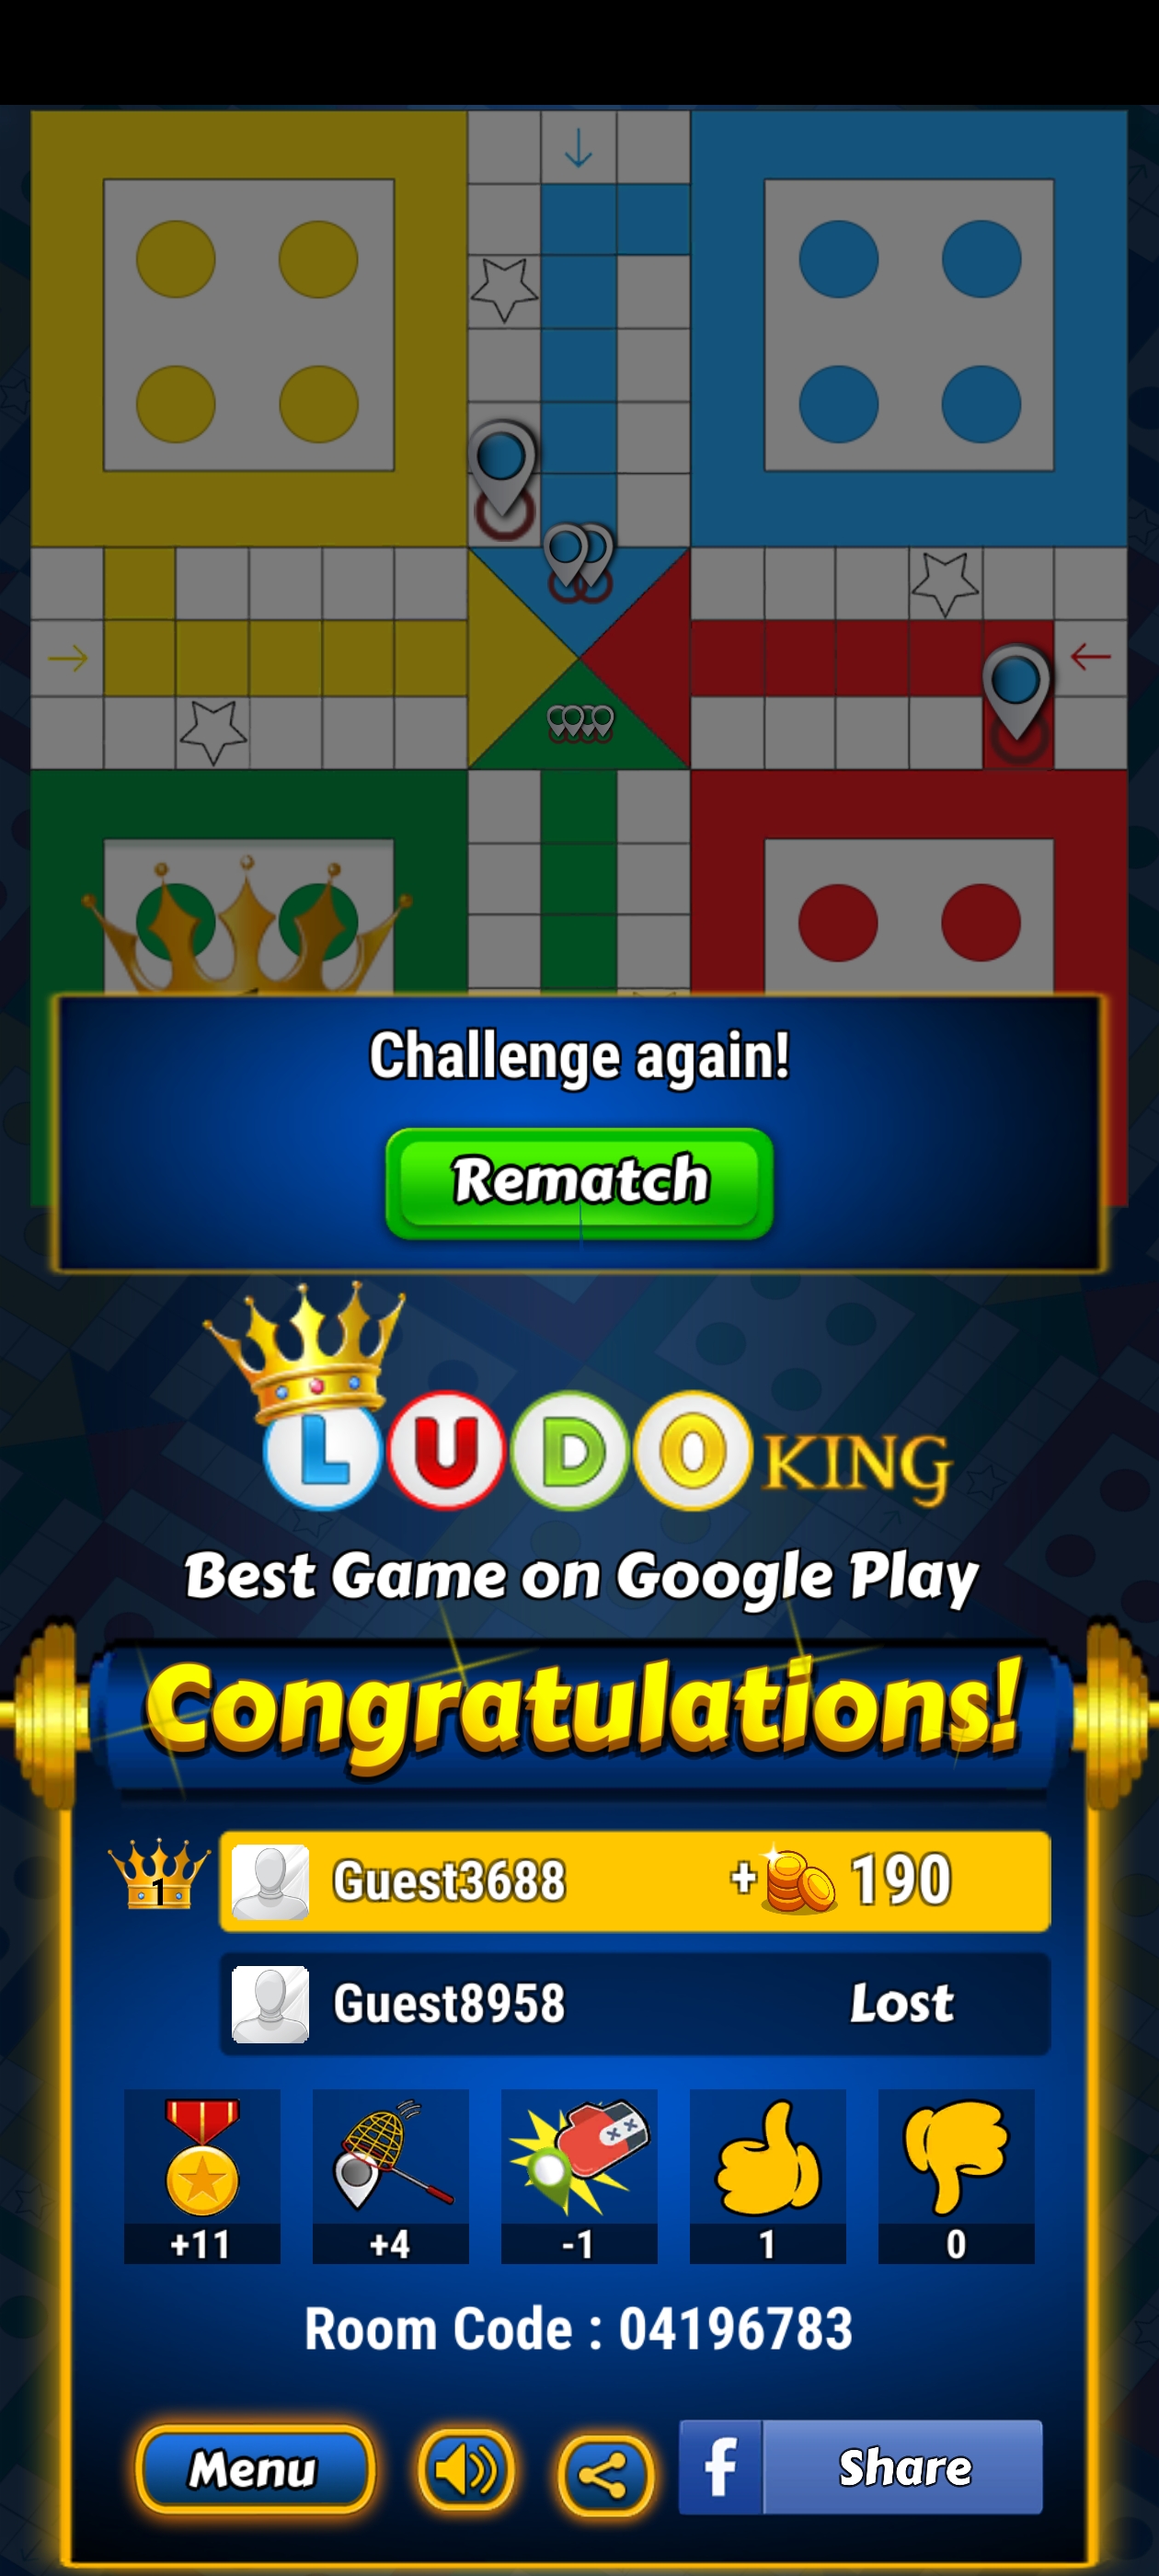 Challenge again!
Rematch
LUDO KING
Best Game on Google Play
Congratulations!
1 Guest3688 + 190
Guest8958 Lost
+11 +4 -1 1 0
Room Code : 04196783
Menu f Share